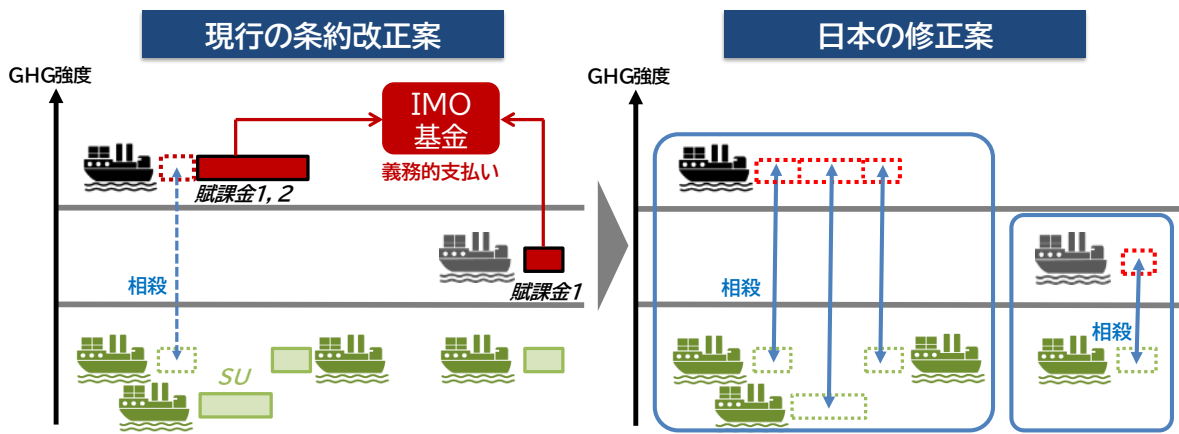 現行の条約改正案
GHG強度
IMO
基金
義務的支払い
賦課金1, 2
相殺
賦課金1
SU
日本の修正案
GHG強度
相殺
相殺